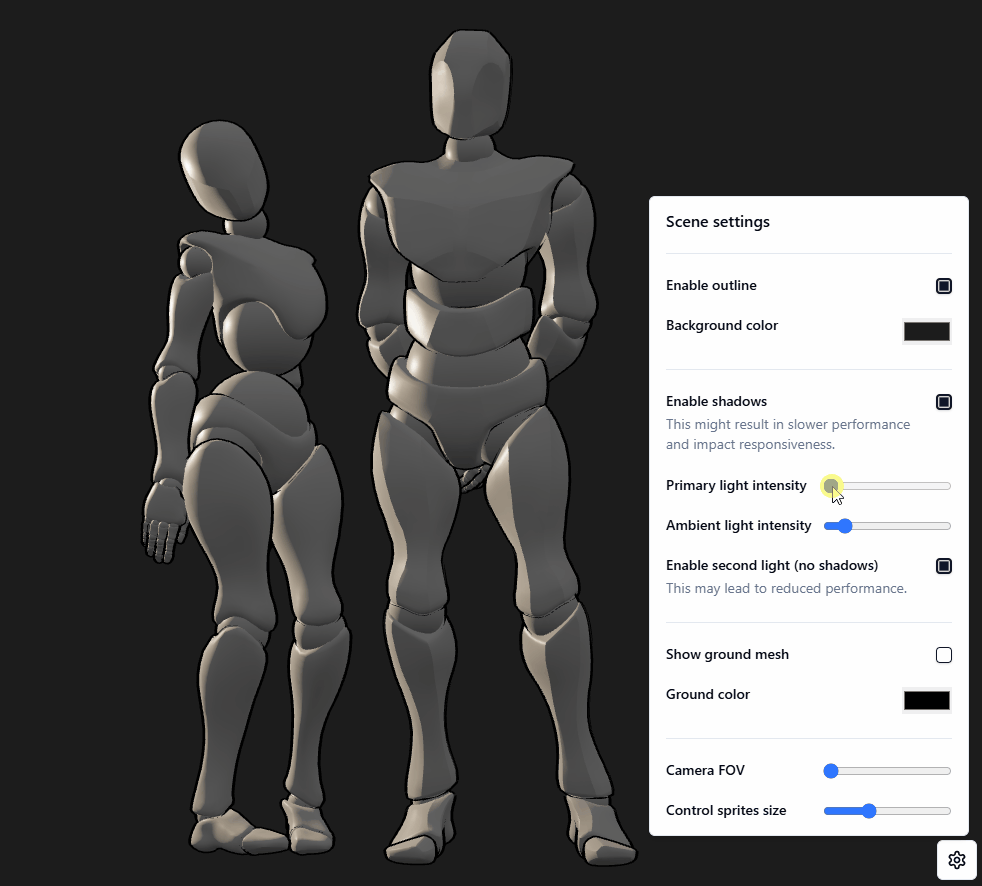 Scene settings
Enable outline
Background color
Enable shadows
This might result in slower performance
and impact responsiveness.
Primary light intensity
Ambient light intensity
Enable second light (no shadows)
This may lead to reduced performance.
Show ground mesh
Ground color
Camera FOV
Control sprites size